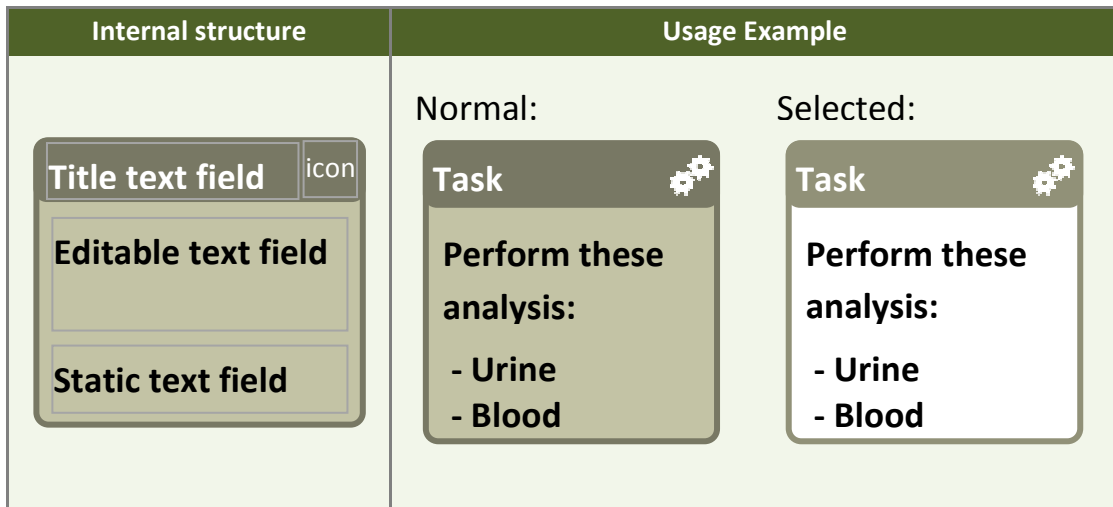 Internal structure
Usage Example
Title text field
icon
Editable text field
Static text field
Normal:
Task
Perform these
analysis:
- Urine
- Blood
Selected:
Task
Perform these
analysis:
- Urine
- Blood